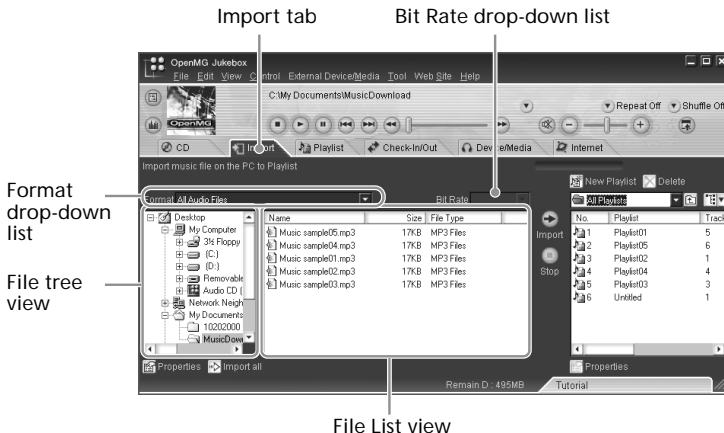 Import tab
Bit Rate drop-down list
OpenMG Jukebox
File Edit View Control External Device/Media Tool Web Site Help
C:\My Documents\MusicDownload
OpenMG
Repeat Off
Shuffle Off
CD
Import
Playlist
Check-In/Out
Device/Media
Internet
Import music file on the PC to Playlist
New Playlist
Delete
Format
drop-down
list
Format All Audio Files
Bit Rate
All Playlists
File tree
view
Desktop
My Computer
3½ Floppy
(C:)
(D:)
Removable
Audio CD (
Network Neigh
My Documents
10202000
MusicDow
Name Size File Type
Music sample05.mp3 17KB MP3 Files
Music sample04.mp3 17KB MP3 Files
Music sample01.mp3 17KB MP3 Files
Music sample02.mp3 17KB MP3 Files
Music sample03.mp3 17KB MP3 Files
Import
Stop
No. Playlist Track
1 Playlist01 5
2 Playlist05 6
3 Playlist02 1
4 Playlist04 4
5 Playlist03 3
6 Untitled 1
Properties
Import all
Properties
Remain D : 495MB
Tutorial
File List view